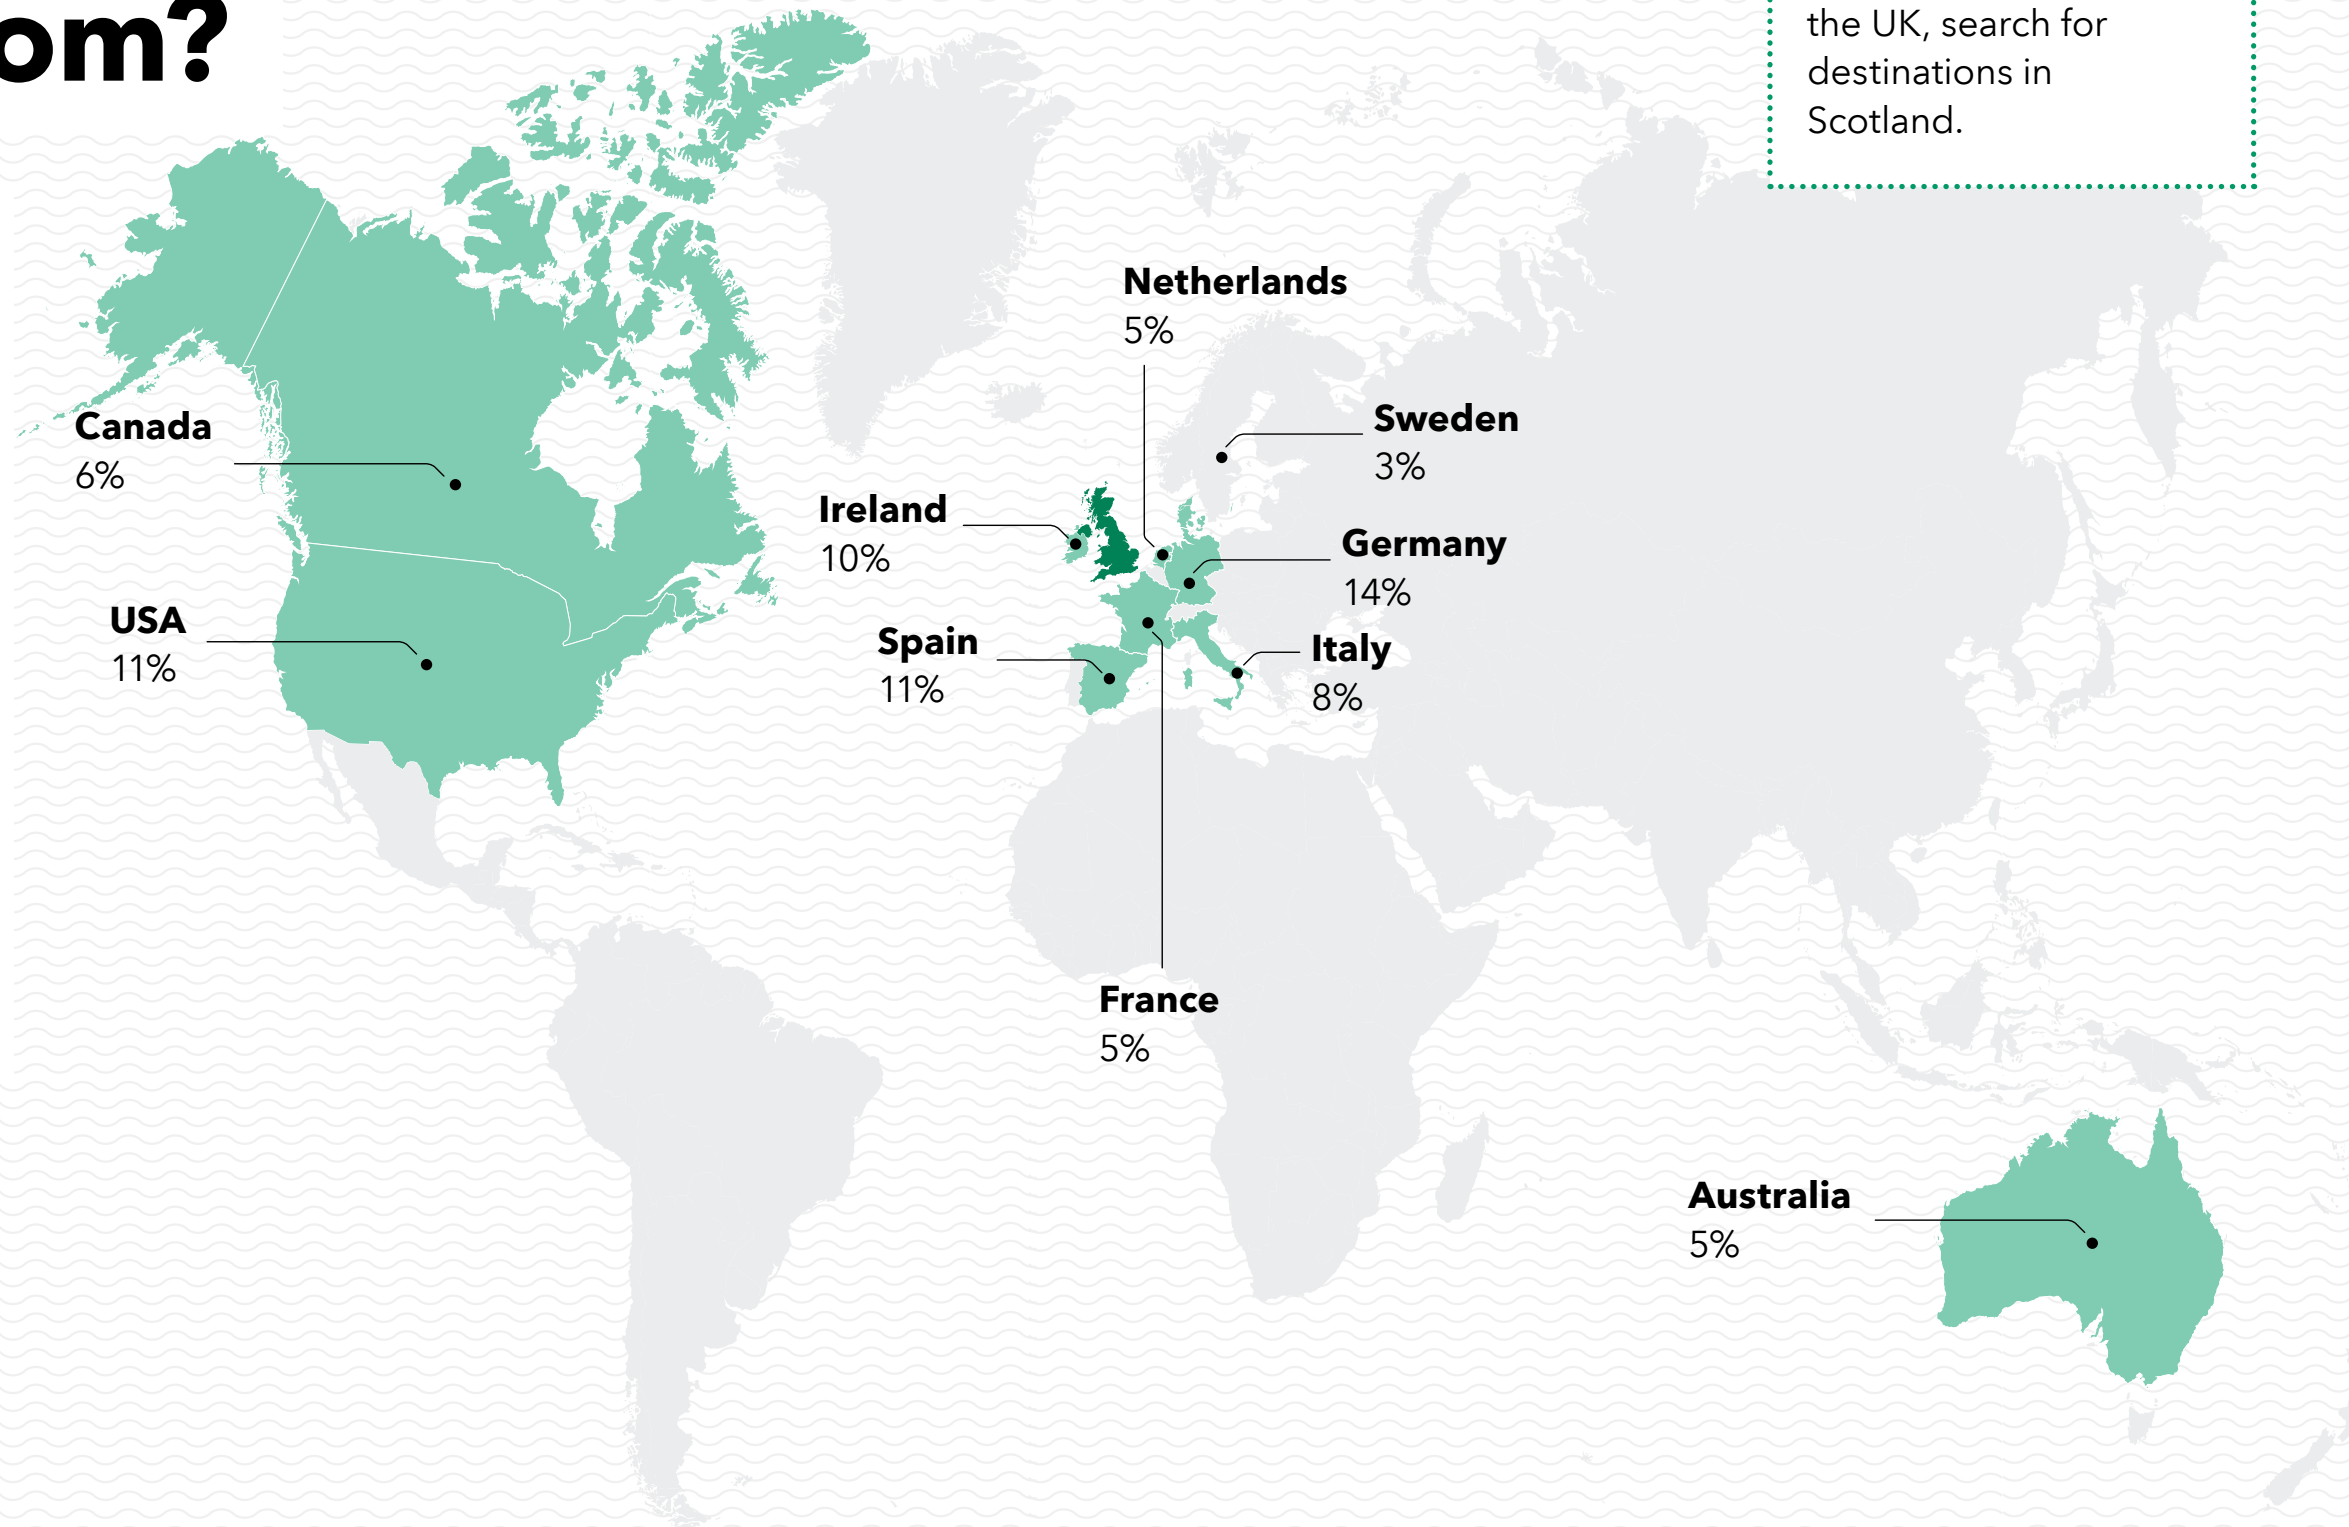 om?
the UK, search for
destinations in
Scotland.
Netherlands
5%
Canada
6%
Sweden
3%
Ireland
10%
Germany
14%
USA
11%
Spain
11%
Italy
8%
France
5%
Australia
5%